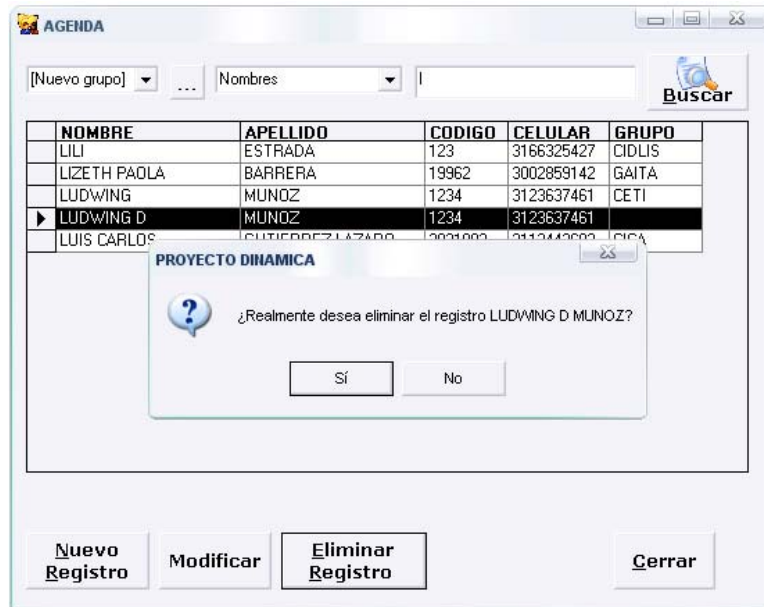 AGENDA
[Nuevo grupo] ... Nombres l Buscar
NOMBRE APELLIDO CODIGO CELULAR GRUPO
LILI ESTRADA 123 3166325427 CIDLIS
LIZETH PAOLA BARRERA 19962 3002859142 GAITA
LUDWING MUNOZ 1234 3123637461 CETI
LUDWING D MUNOZ 1234 3123637461
LUIS CARLOS GUTIERREZ LAZARO
PROYECTO DINAMICA
¿Realmente desea eliminar el registro LUDWING D MUNOZ?
Sí No
Nuevo Registro Modificar Eliminar Registro Cerrar